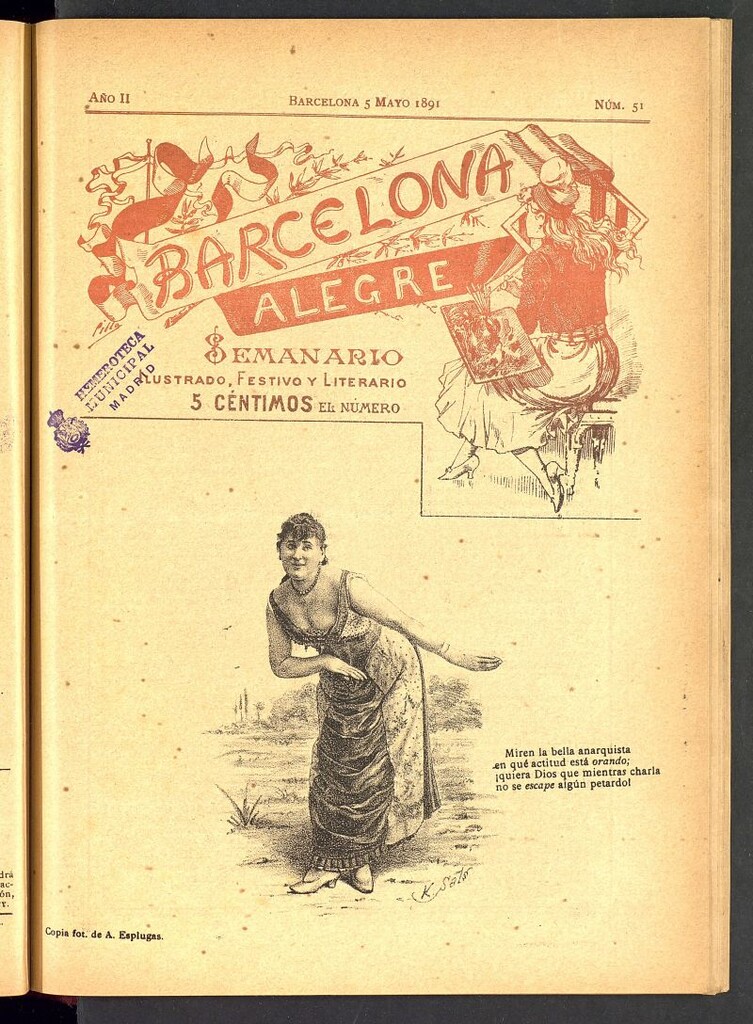 AÑO II
BARCELONA 5 MAYO 1891
NÚM. 51
BARCELONA
ALEGRE
SEMANARIO
ILUSTRADO, FESTIVO Y LITERARIO
5 CÉNTIMOS EL NÚMERO
HEMEROTECA
MUNICIPAL
MADRID
Miren la bella anarquista
en qué actitud está orando;
¡quiera Dios que mientras charla
no se escape algún petardo!
Copia fot. de A. Esplugas.